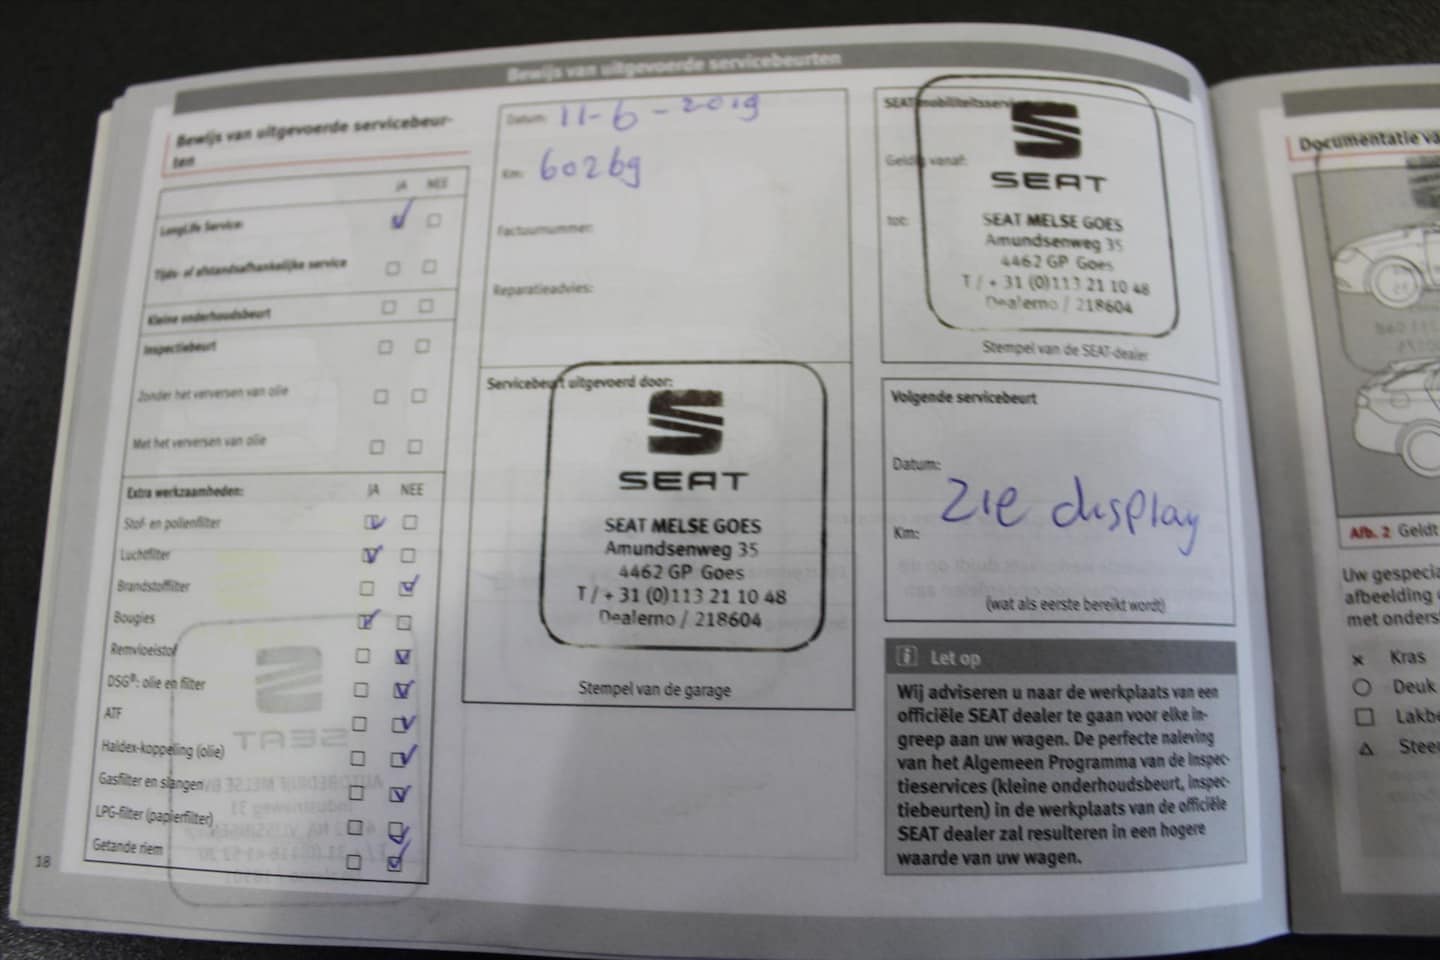 Bewijs van uitgevoerde servicebeurten
Bewijs van uitgevoerde servicebeur-
ten
JA NEE
LongLife Service:
Tijds- of afstandsafhankelijke service
Kleine onderhoudsbeurt
Inspectiebeurt
Zonder het verversen van olie
Met het verversen van olie
Extra werkzaamheden: JA NEE
Stof- en pollenfilter
Luchtfilter
Brandstoffilter
Bougies
Remvloeistof
DSG®: olie en filter
ATF
Haldex-koppeling (olie)
Gasfilter en slangen
LPG-filter (papierfilter)
Getande riem
18
Datum: 11-6-2019
Km: 60269
Factuurnummer:
Reparatieadvies:
Servicebeurt uitgevoerd door:
SEAT
SEAT MELSE GOES
Amundsenweg 35
4462 GP Goes
T / + 31 (0)113 21 10 48
Dealerno / 218604
Stempel van de garage
SEAT mobiliteitsservice
Geldig vanaf:
tot:
SEAT
SEAT MELSE GOES
Amundsenweg 35
4462 GP Goes
T / + 31 (0)113 21 10 48
Dealerno / 218604
Stempel van de SEAT-dealer
Volgende servicebeurt
Datum:
zie display
Km:
(wat als eerste bereikt wordt)
i Let op
Wij adviseren u naar de werkplaats van een
officiële SEAT dealer te gaan voor elke in-
greep aan uw wagen. De perfecte naleving
van het Algemeen Programma van de Inspec-
tieservices (kleine onderhoudsbeurt, inspec-
tiebeurten) in de werkplaats van de officiële
SEAT dealer zal resulteren in een hogere
waarde van uw wagen.
Documentatie va
Afb. 2 Geldt
Uw gespecia
afbeelding
met onderst
Kras
Deuk
Lakbe
Steen